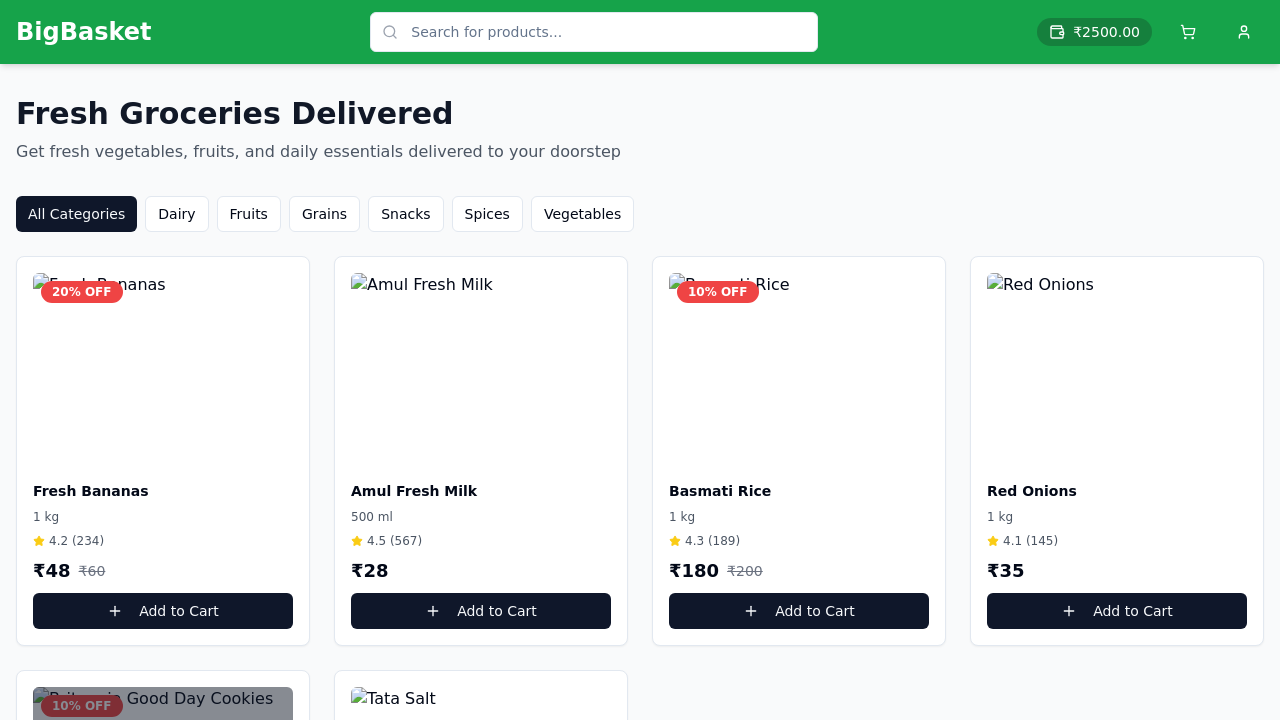 BigBasket
Search for products...
₹2500.00
Fresh Groceries Delivered
Get fresh vegetables, fruits, and daily essentials delivered to your doorstep
All Categories Dairy Fruits Grains Snacks Spices Vegetables
Fresh Bananas
20% OFF
Fresh Bananas
1 kg
4.2 (234)
₹48 ₹60
Add to Cart
Amul Fresh Milk
Amul Fresh Milk
500 ml
4.5 (567)
₹28
Add to Cart
Basmati Rice
10% OFF
Basmati Rice
1 kg
4.3 (189)
₹180 ₹200
Add to Cart
Red Onions
Red Onions
1 kg
4.1 (145)
₹35
Add to Cart
Britannia Good Day Cookies
10% OFF
Tata Salt